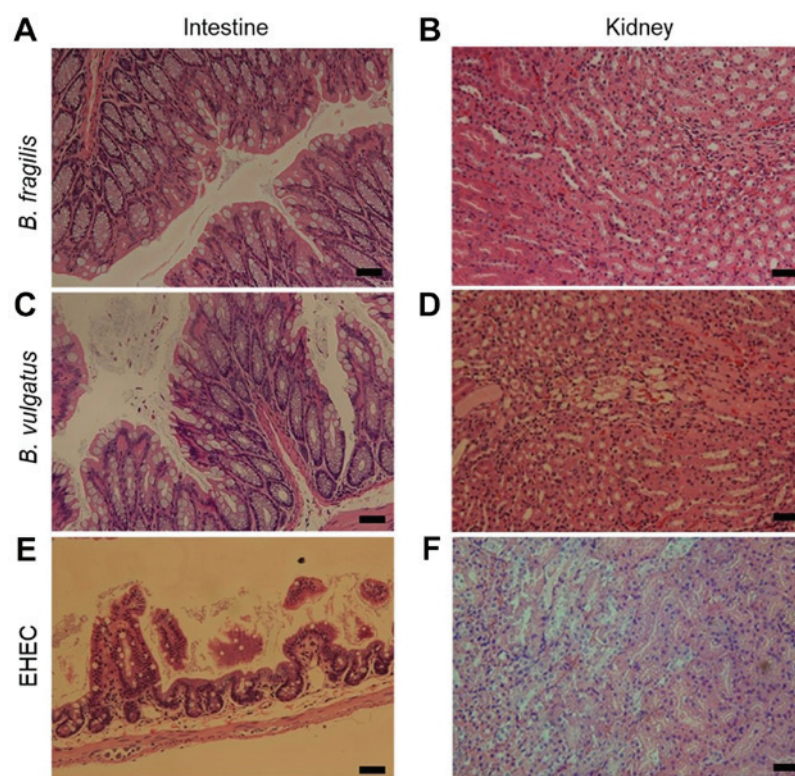 A Intestine B Kidney
B. fragilis
C D
B. vulgatus
E F
EHEC